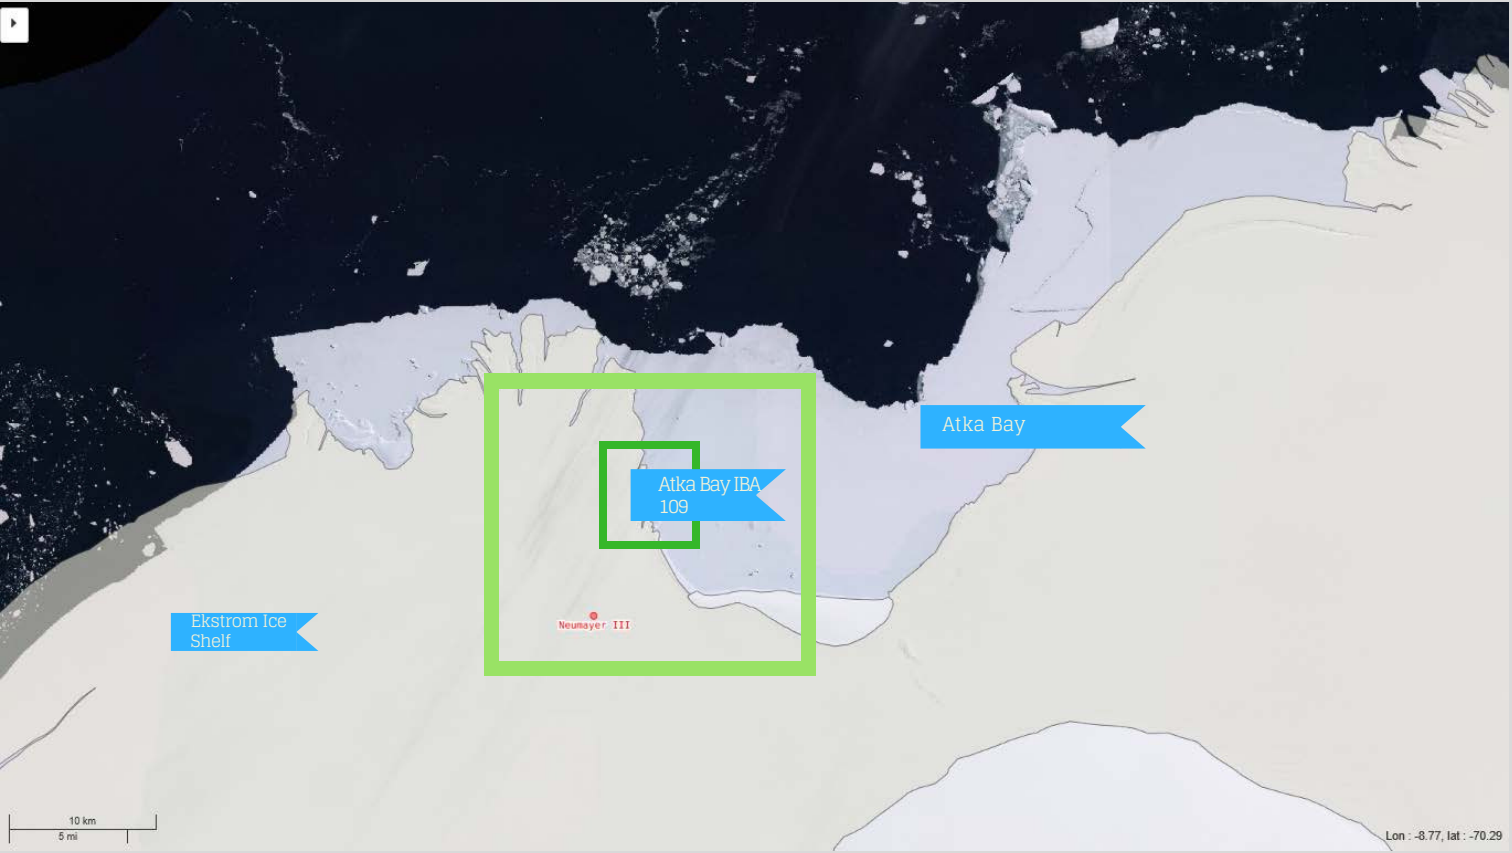 Atka Bay
Atka Bay IBA
109
Ekstrom Ice
Shelf
Neumayer III
10 km
5 mi
Lon : -8.77, lat : -70.29